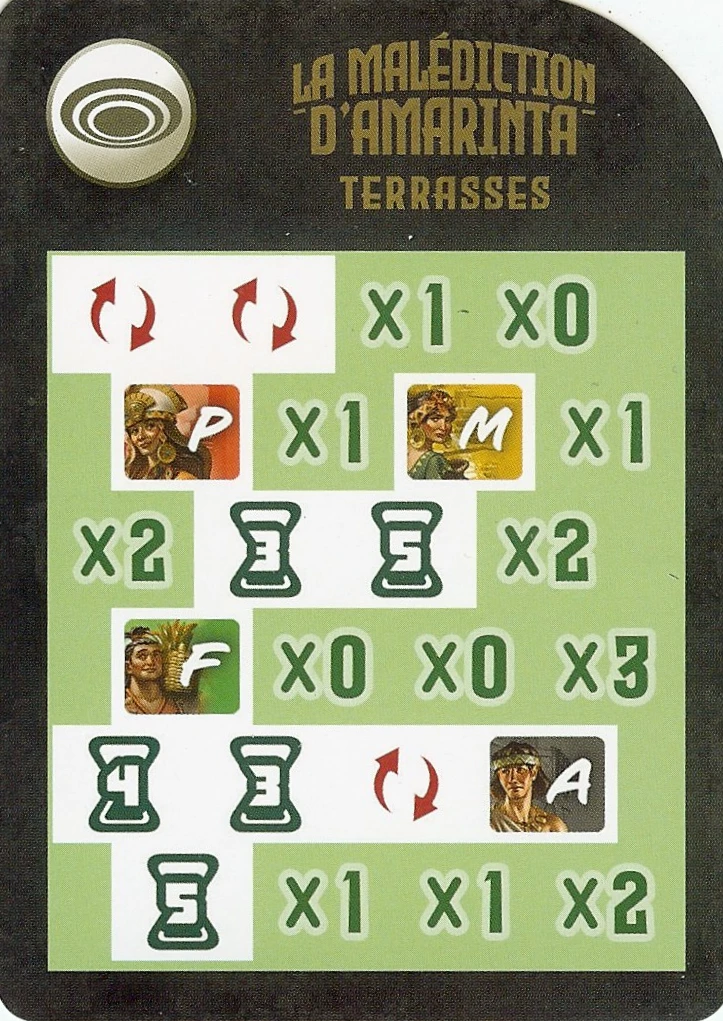 LA MALÉDICTION
D'AMARINTA
TERRASSES
X1 X0
P X1 M X1
X2 3 5 X2
F X0 X0 X3
4 3 A
5 X1 X1 X2